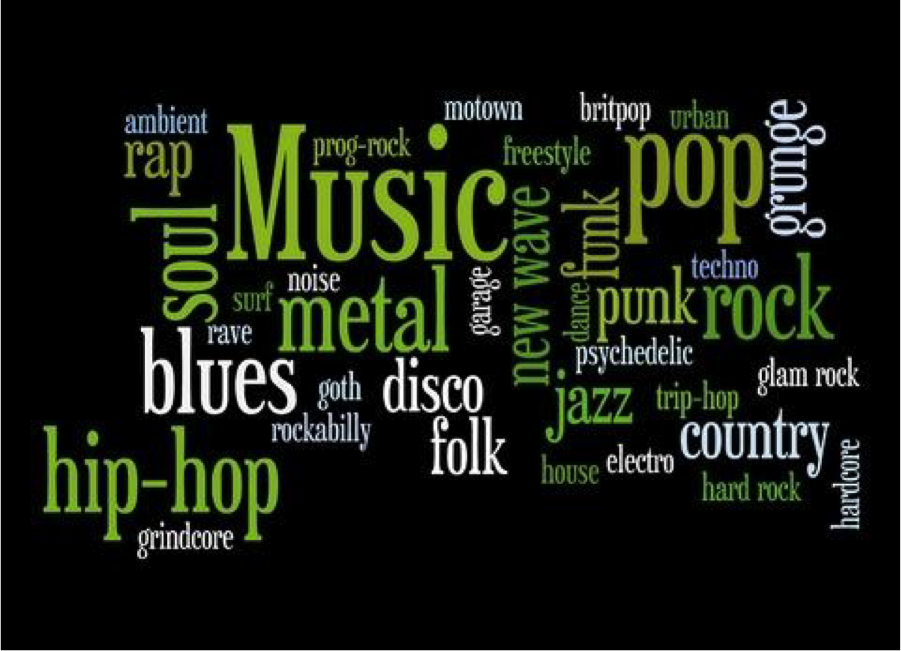 motown
britpop
urban
grunge
ambient
rap
Music
prog-rock
freestyle
pop
soul
new wave
funk
noise
surf
metal
garage
dance
punk
techno
rock
rave
blues
goth
disco
psychedelic
jazz
trip-hop
glam rock
rockabilly
folk
country
hip-hop
house
electro
hard rock
hardcore
grindcore